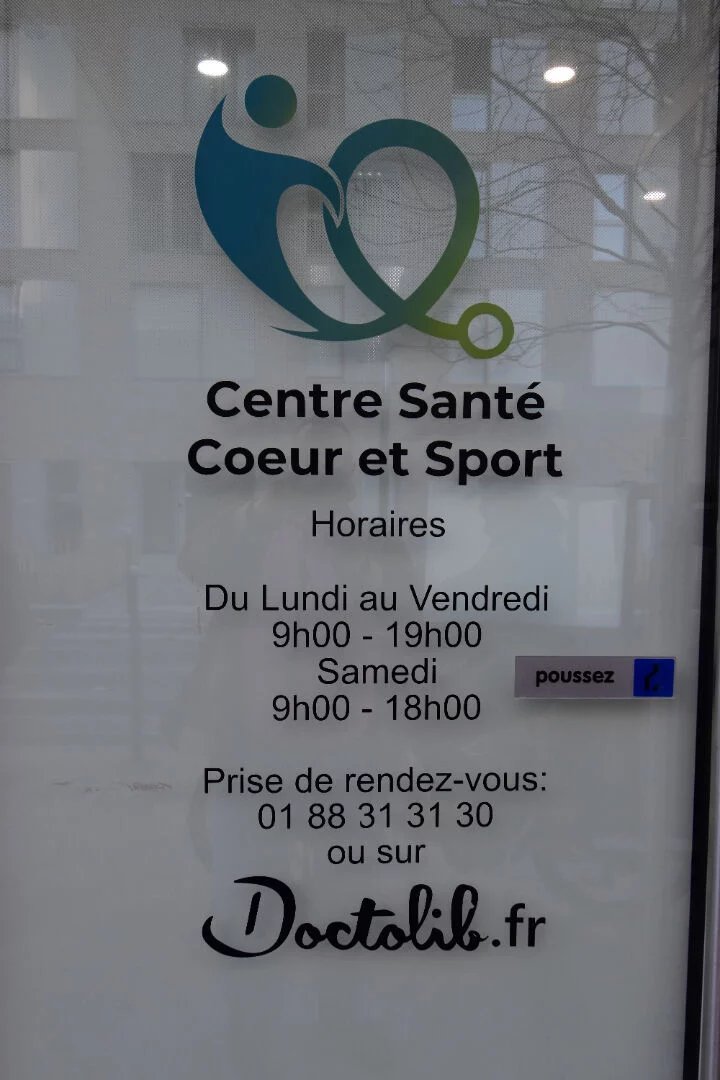 Centre Santé
Coeur et Sport
Horaires
Du Lundi au Vendredi
9h00 - 19h00
Samedi
poussez
9h00 - 18h00
Prise de rendez-vous:
01 88 31 31 30
ou sur
Doctolib.fr